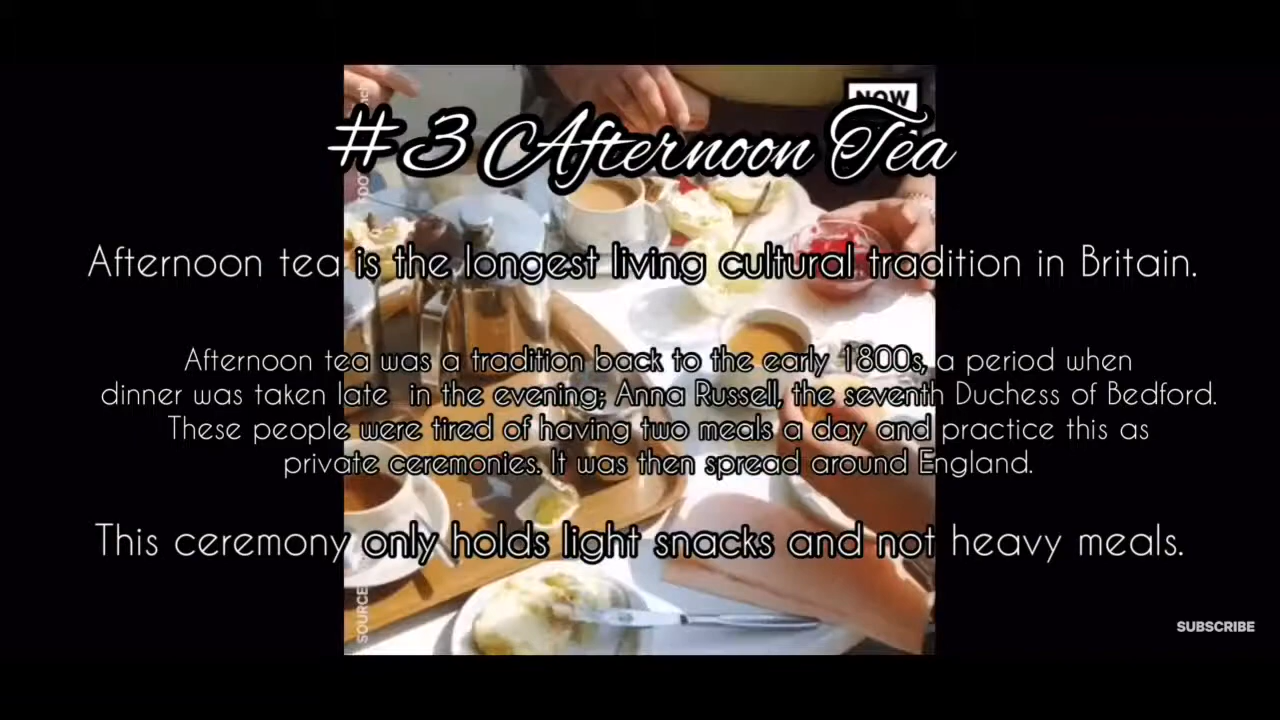 NOW
#3 Afternoon Tea
Afternoon tea is the longest living cultural tradition in Britain.
Afternoon tea was a tradition back to the early 1800s, a period when
dinner was taken late in the evening; Anna Russell, the seventh Duchess of Bedford.
These people were tired of having two meals a day and practice this as
private ceremonies. It was then spread around England.
This ceremony only holds light snacks and not heavy meals.
SOURCE
SUBSCRIBE